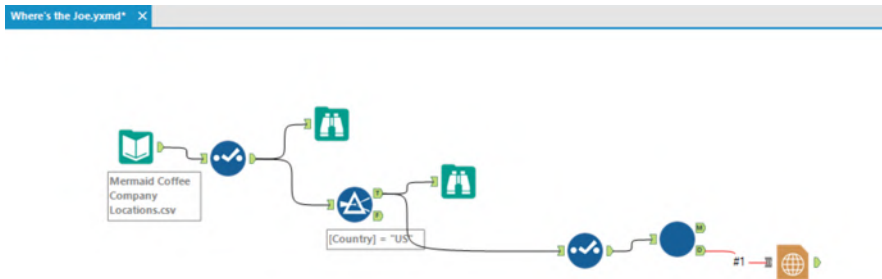 Where's the Joe.yxmd*
Mermaid Coffee
Company
Locations.csv
T
F
[Country] = "US"
M
D
#1